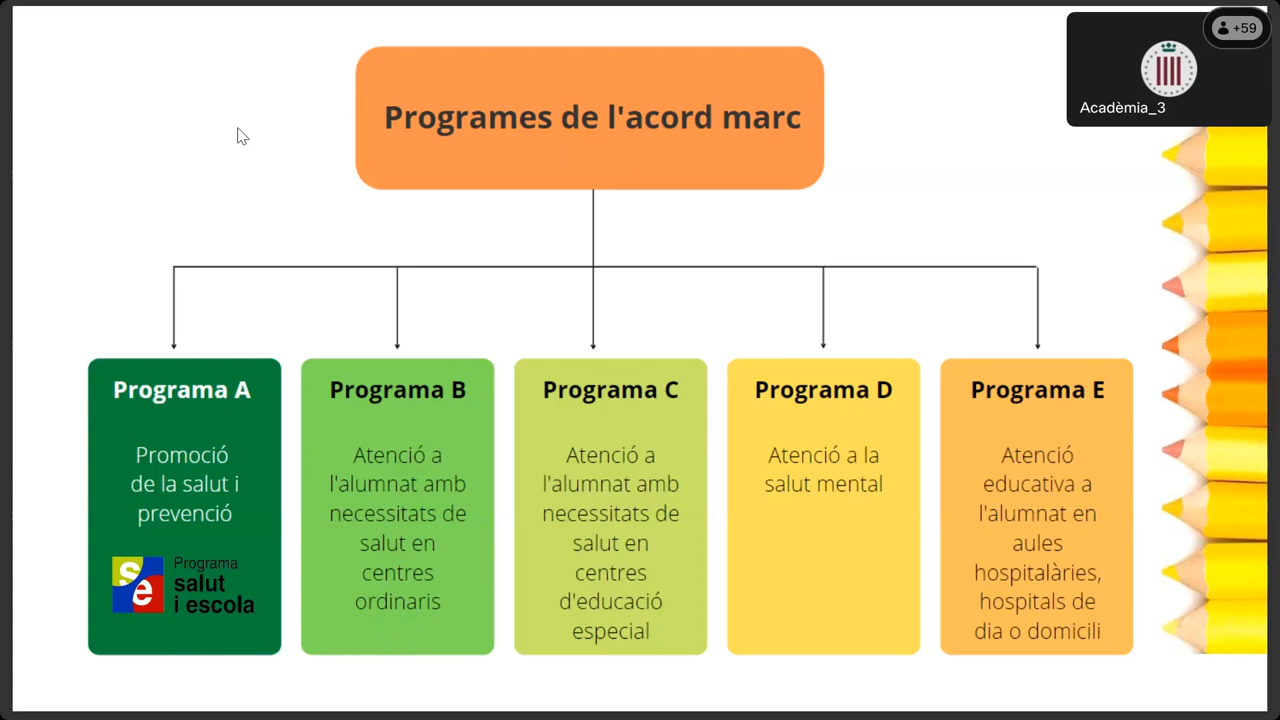 +59
Acadèmia_3
Programes de l'acord marc
Programa A
Promoció
de la salut i
prevenció
se
Programa
salut
i escola
Programa B
Atenció a
l'alumnat amb
necessitats de
salut en
centres
ordinaris
Programa C
Atenció a
l'alumnat amb
necessitats de
salut en
centres
d'educació
especial
Programa D
Atenció a la
salut mental
Programa E
Atenció
educativa a
l'alumnat en
aules
hospitalàries,
hospitals de
dia o domicili